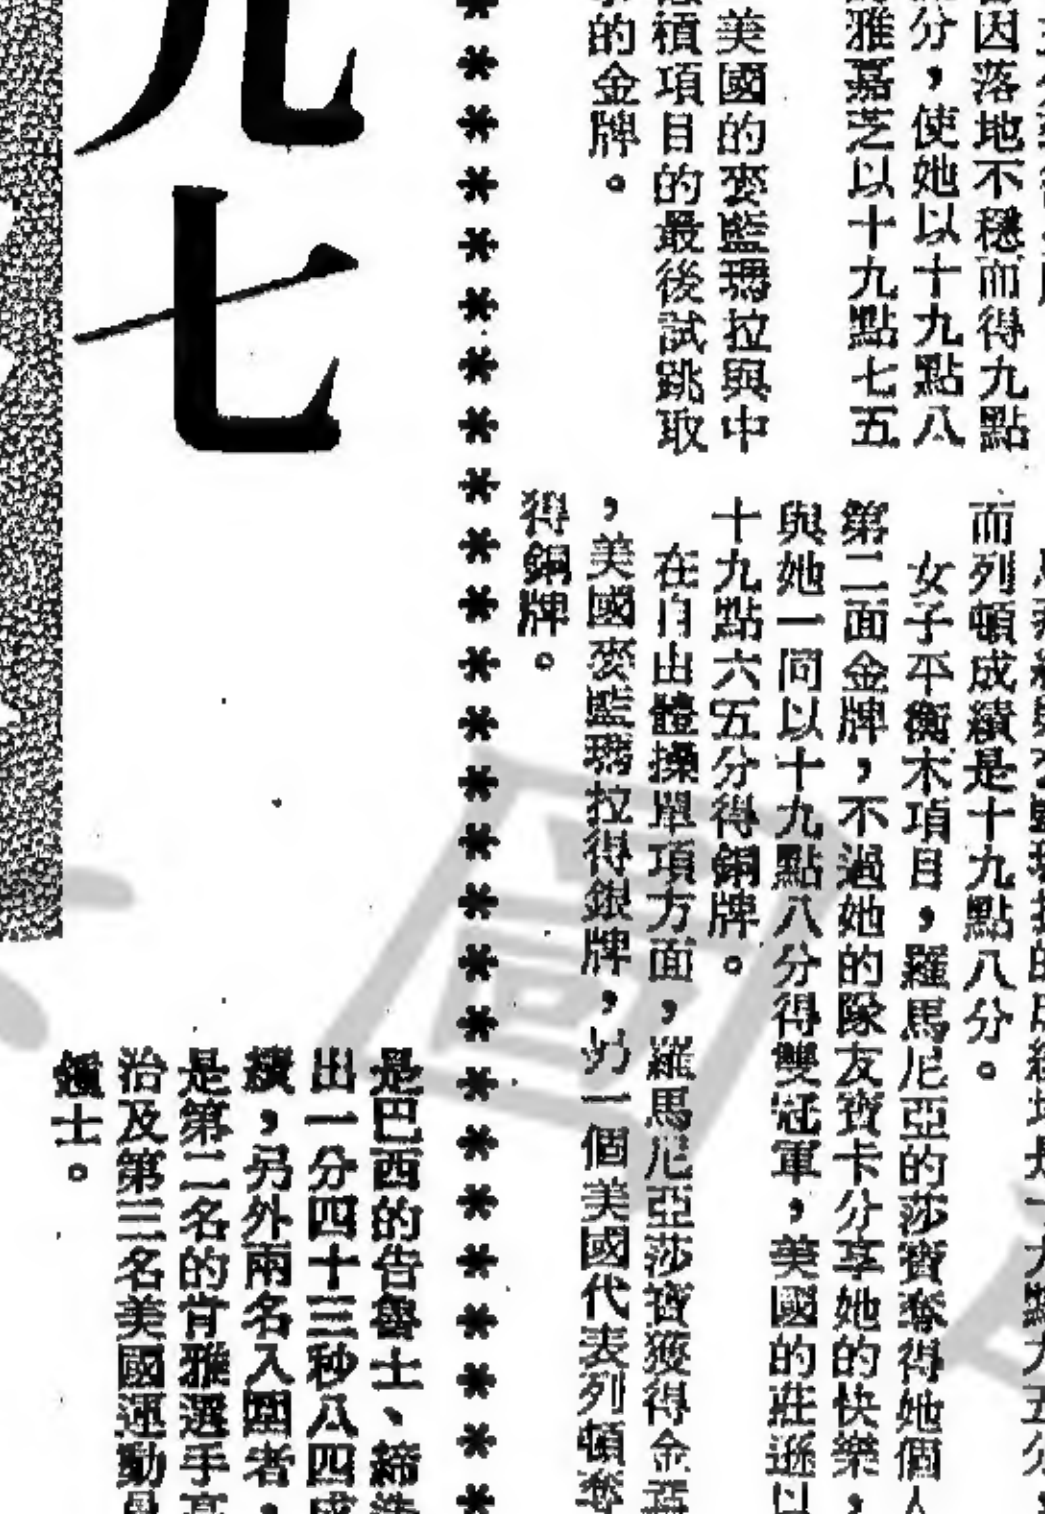 因落地不穩而得九點
分，使她以十九點八
雅嘉芝以十九點七五
美國的麥藍瑪拉與中
項目的最後試跳取
的金牌。
而列頓成績是十九點八分。
女子平衡木項目，羅馬尼亞的莎寶奪得她個人
第二面金牌，不過她的隊友寶卡分享她的快樂，
與她一同以十九點八分得雙冠軍，美國的莊遜以
十九點六五分得銅牌。
在自由體操單項方面，羅馬尼亞莎寶獲得金
，美國麥藍瑪拉得銀牌，另一個美國代表列頓奪
得銅牌。
九七
是巴西的告魯士、締造
出一分四十三秒八四成
績，另外兩名入圍者，
是第二名的肯雅選手
治及第三名美國運動員
鍾士。
圖